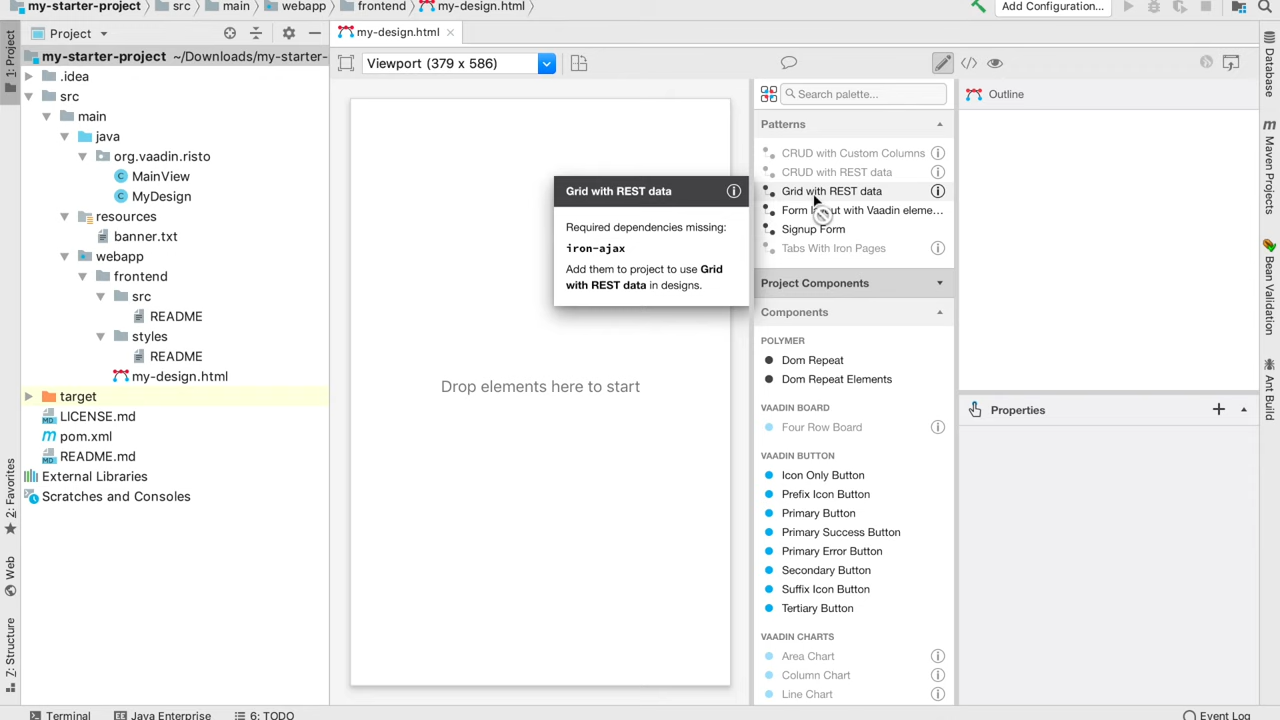 my-starter-project
src
main
webapp
frontend
my-design.html
Add Configuration...
1: Project
Project
my-design.html
my-starter-project ~/Downloads/my-starter-
.idea
src
main
java
org.vaadin.risto
MainView
MyDesign
resources
banner.txt
webapp
frontend
src
README
styles
README
my-design.html
target
LICENSE.md
pom.xml
README.md
External Libraries
Scratches and Consoles
2: Favorites
Web
Z: Structure
Viewport (379 x 586)
Drop elements here to start
Grid with REST data
Required dependencies missing:
iron-ajax
Add them to project to use Grid
with REST data in designs.
Search palette...
Patterns
CRUD with Custom Columns
CRUD with REST data
Grid with REST data
Form with Vaadin eleme...
Signup Form
Tabs With Iron Pages
Project Components
Components
POLYMER
Dom Repeat
Dom Repeat Elements
VAADIN BOARD
Four Row Board
VAADIN BUTTON
Icon Only Button
Prefix Icon Button
Primary Button
Primary Success Button
Primary Error Button
Secondary Button
Suffix Icon Button
Tertiary Button
VAADIN CHARTS
Area Chart
Column Chart
Line Chart
Outline
Properties
Database
Maven Projects
Bean Validation
Ant Build
Terminal
Java Enterprise
6: TODO
Event Log